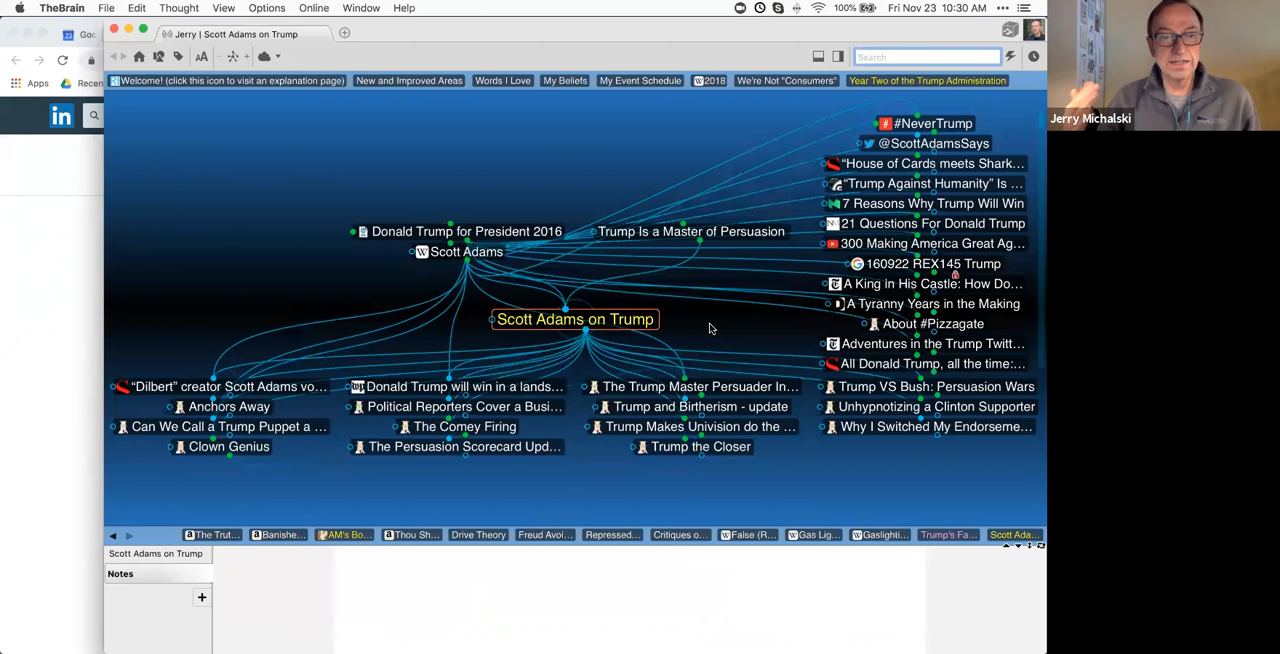 TheBrain File Edit Thought View Options Online Window Help 100% Fri Nov 23 10:30 AM
23 Goo
Jerry | Scott Adams on Trump
Apps Recen
AA
Search
in
Welcome! (click this icon to visit an explanation page) New and Improved Areas Words I Love My Beliefs My Event Schedule W 2018 We're Not "Consumers" Year Two of the Trump Administration
Jerry Michalski
# #NeverTrump
@ScottAdamsSays
"House of Cards meets Shark...
"Trump Against Humanity" Is ...
7 Reasons Why Trump Will Win
21 Questions For Donald Trump
300 Making America Great Ag...
160922 REX145 Trump
A King in His Castle: How Do...
A Tyranny Years in the Making
About #Pizzagate
Adventures in the Trump Twitt...
All Donald Trump, all the time:...
Donald Trump for President 2016
Trump Is a Master of Persuasion
W Scott Adams
Scott Adams on Trump
"Dilbert" creator Scott Adams vo...
Donald Trump will win in a lands...
The Trump Master Persuader In...
Trump VS Bush: Persuasion Wars
Anchors Away
Political Reporters Cover a Busi...
Trump and Birtherism - update
Unhypnotizing a Clinton Supporter
Can We Call a Trump Puppet a ...
The Comey Firing
Trump Makes Univision do the ...
Why I Switched My Endorseme...
Clown Genius
The Persuasion Scorecard Upd...
Trump the Closer
The Trut... Banishe... AM's Bo... Thou Sh... Drive Theory Freud Avoi... Repressed... Critiques o... False (R... Gas Lig... Gaslighti... Trump's Fa... Scott Ada...
Scott Adams on Trump
Notes
+